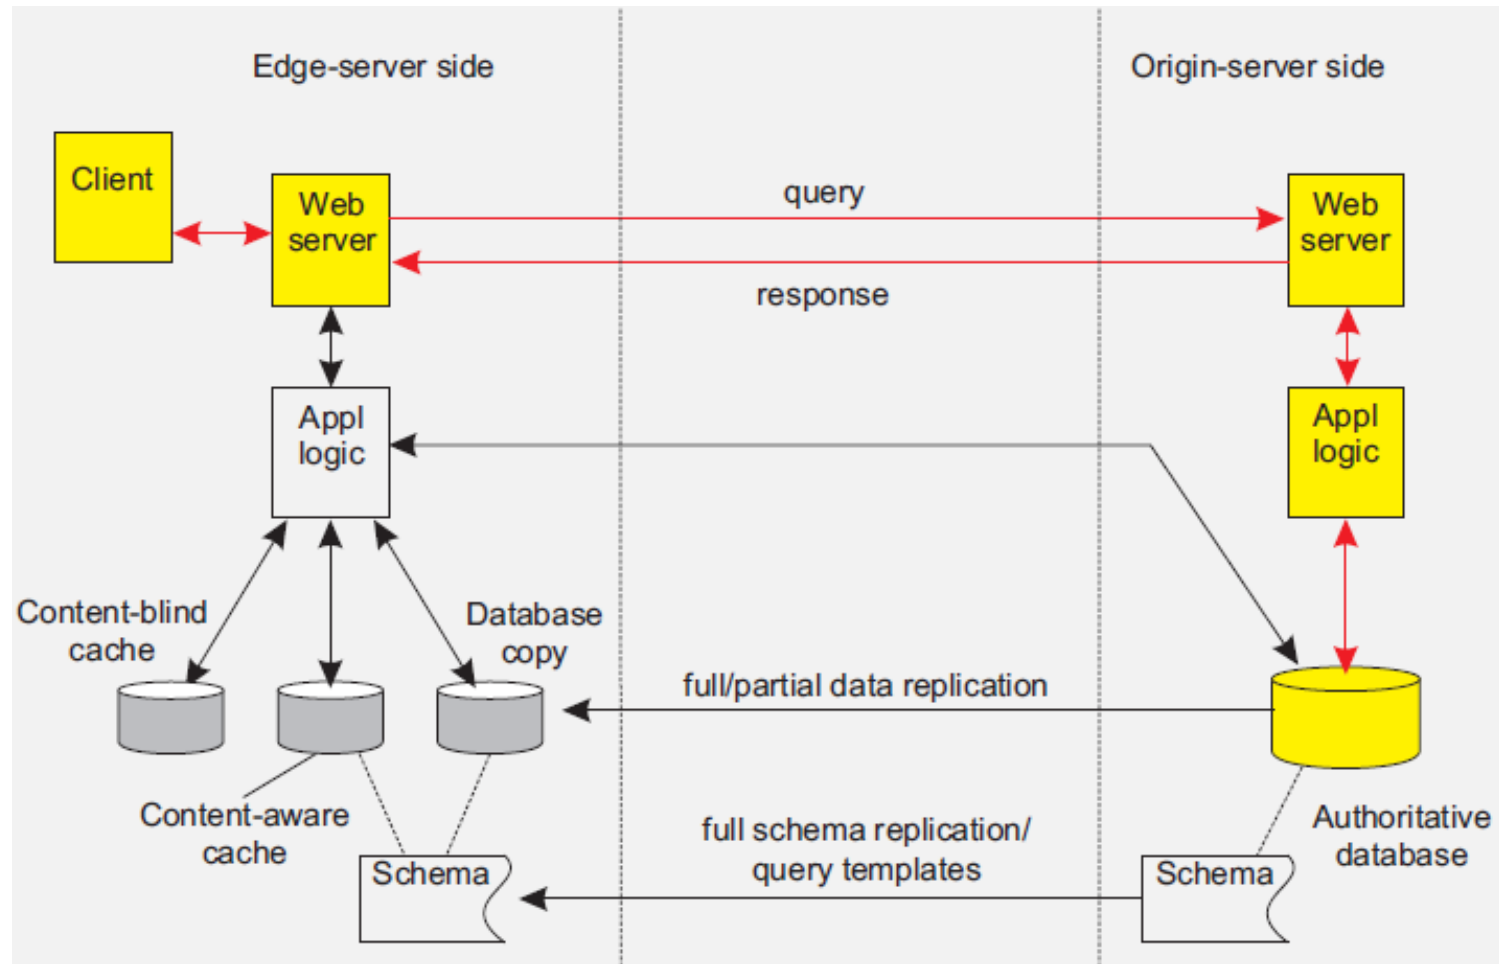 Edge-server side
Origin-server side
Client
Web
server
query
response
Web
server
Appl
logic
Appl
logic
Content-blind
cache
Database
copy
full/partial data replication
Content-aware
cache
Schema
full schema replication/
query templates
Schema
Authoritative
database